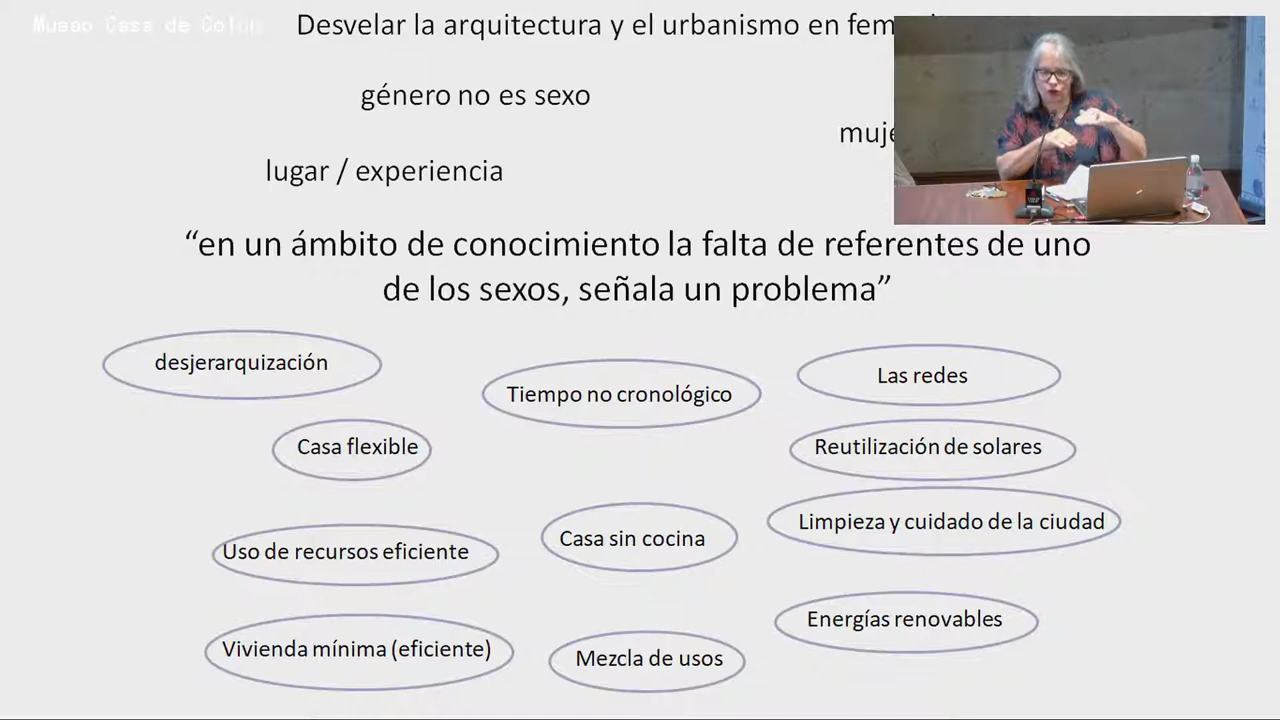 Museo Casa de Colón
Desvelar la arquitectura y el urbanismo en
género no es sexo
lugar / experiencia
“en un ámbito de conocimiento la falta de referentes de uno
de los sexos, señala un problema”
desjerarquización
Tiempo no cronológico
Las redes
Casa flexible
Reutilización de solares
Limpieza y cuidado de la ciudad
Casa sin cocina
Uso de recursos eficiente
Energías renovables
Vivienda mínima (eficiente)
Mezcla de usos